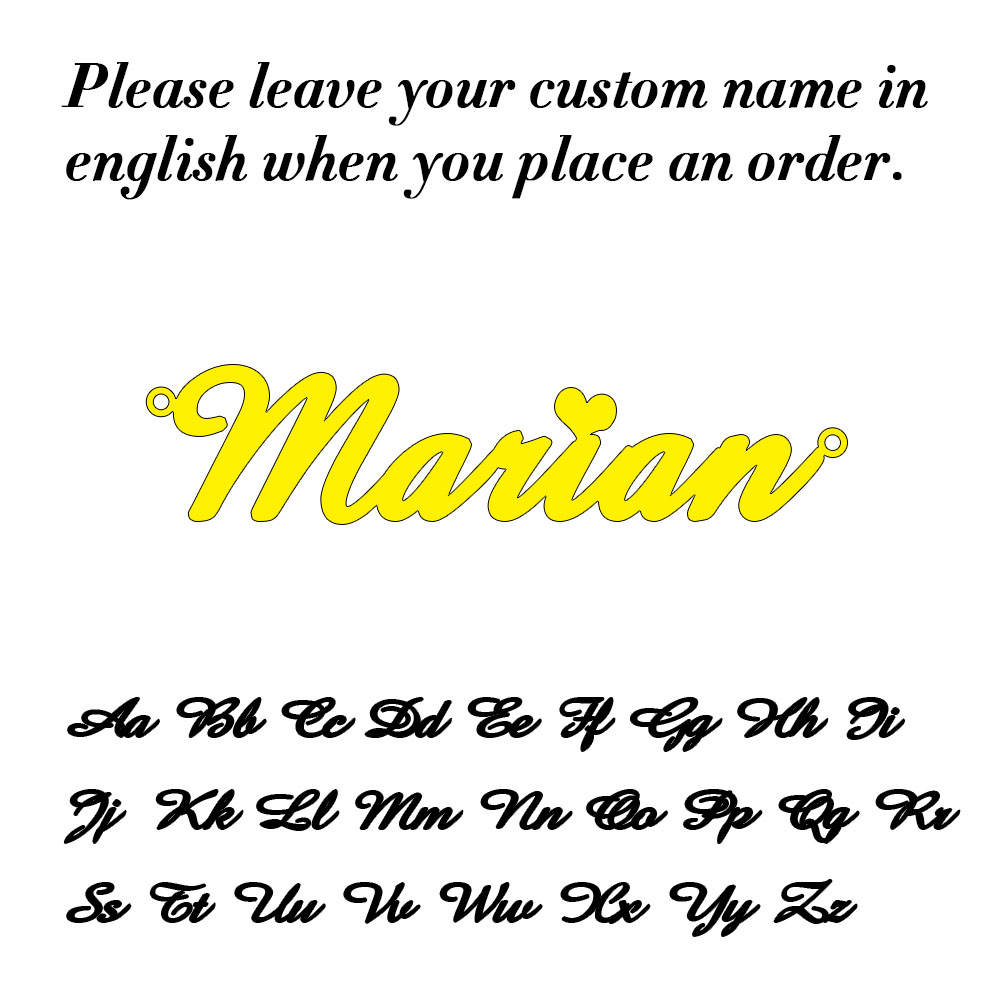 Please leave your custom name in
english when you place an order.
Marian
Aa Bb Cc Dd Ee Ff Gg Hh Ii
Jj Kk Ll Mm Nn Oo Pp Qq Rr
Ss Tt Uu Vv Ww Xx Yy Zz